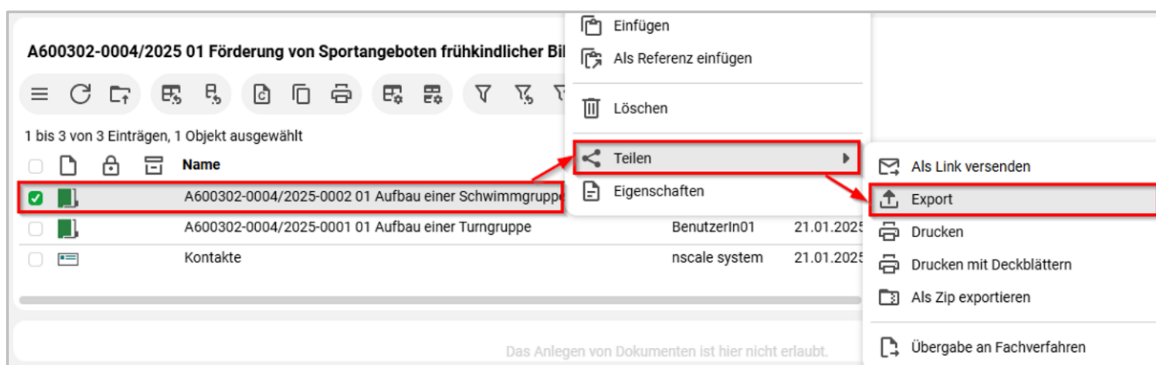 Einfügen
A600302-0004/2025 01 Förderung von Sportangeboten frühkindlicher Bil
Als Referenz einfügen
Löschen
1 bis 3 von 3 Einträgen, 1 Objekt ausgewählt
Name
Teilen
Als Link versenden
A600302-0004/2025-0002 01 Aufbau einer Schwimmgruppe
Eigenschaften
Export
A600302-0004/2025-0001 01 Aufbau einer Turngruppe BenutzerIn01 21.01.2025
Drucken
Kontakte nscale system 21.01.2025
Drucken mit Deckblättern
Als Zip exportieren
Das Anlegen von Dokumenten ist hier nicht erlaubt.
Übergabe an Fachverfahren